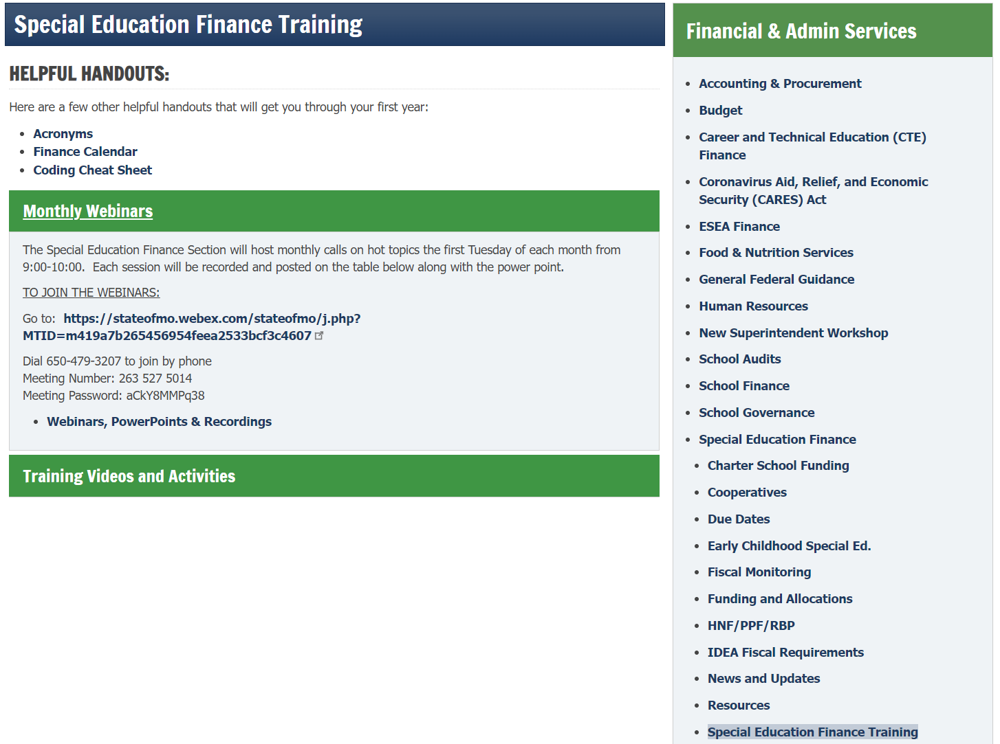 Special Education Finance Training
HELPFUL HANDOUTS:
Here are a few other helpful handouts that will get you through your first year:
Acronyms
Finance Calendar
Coding Cheat Sheet
Monthly Webinars
The Special Education Finance Section will host monthly calls on hot topics the first Tuesday of each month from
9:00-10:00.  Each session will be recorded and posted on the table below along with the power point.
TO JOIN THE WEBINARS:
Go to:  https://stateofmo.webex.com/stateofmo/j.php?
MTID=m419a7b265456954feea2533bcf3c4607
Dial 650-479-3207 to join by phone
Meeting Number: 263 527 5014
Meeting Password: aCkY8MMPq38
Webinars, PowerPoints & Recordings
Training Videos and Activities
Financial & Admin Services
Accounting & Procurement
Budget
Career and Technical Education (CTE)
Finance
Coronavirus Aid, Relief, and Economic
Security (CARES) Act
ESEA Finance
Food & Nutrition Services
General Federal Guidance
Human Resources
New Superintendent Workshop
School Audits
School Finance
School Governance
Special Education Finance
Charter School Funding
Cooperatives
Due Dates
Early Childhood Special Ed.
Fiscal Monitoring
Funding and Allocations
HNF/PPF/RBP
IDEA Fiscal Requirements
News and Updates
Resources
Special Education Finance Training